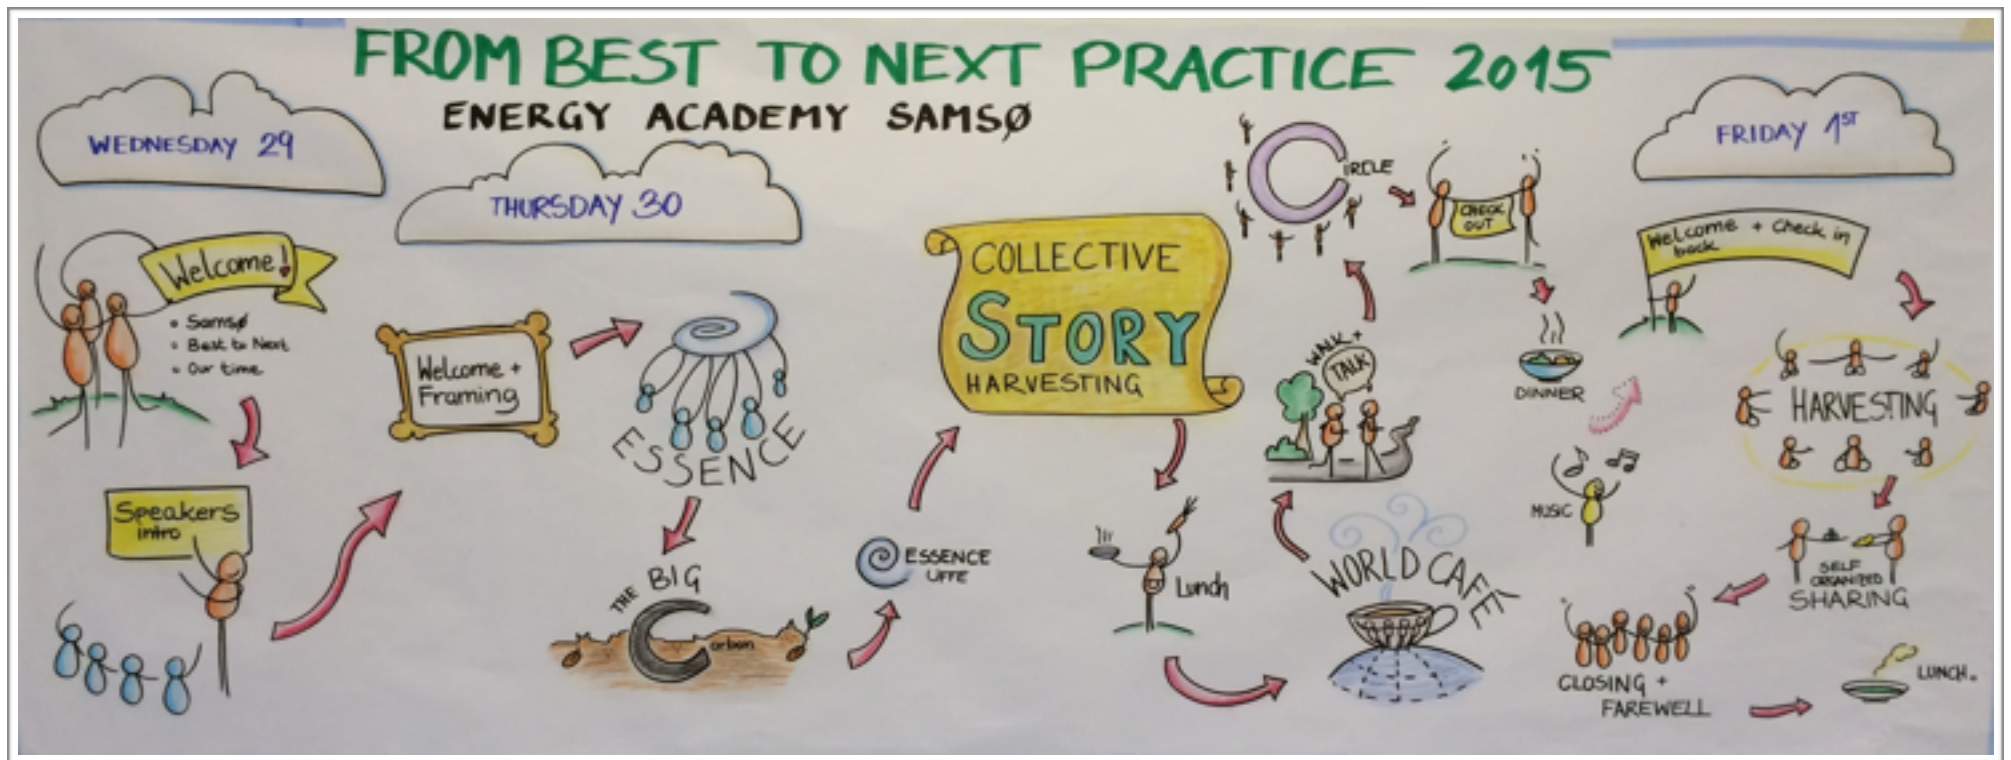 FROM BEST TO NEXT PRACTICE 2015
ENERGY ACADEMY SAMSØ
WEDNESDAY 29
Welcome!
• Samsø
• Best to Next
• Our time
Speakers
intro
THURSDAY 30
Welcome +
Framing
ESSENCE
THE BIG
Carbon
ESSENCE
UFFE
COLLECTIVE
STORY
HARVESTING
Lunch
WORLD CAFÉ
WALK +
TALK
CIRCLE
CHECK
OUT
DINNER
MUSIC
FRIDAY 1ST
Welcome + Check in
back
HARVESTING
SELF
ORGANIZED
SHARING
CLOSING +
FAREWELL
LUNCH.